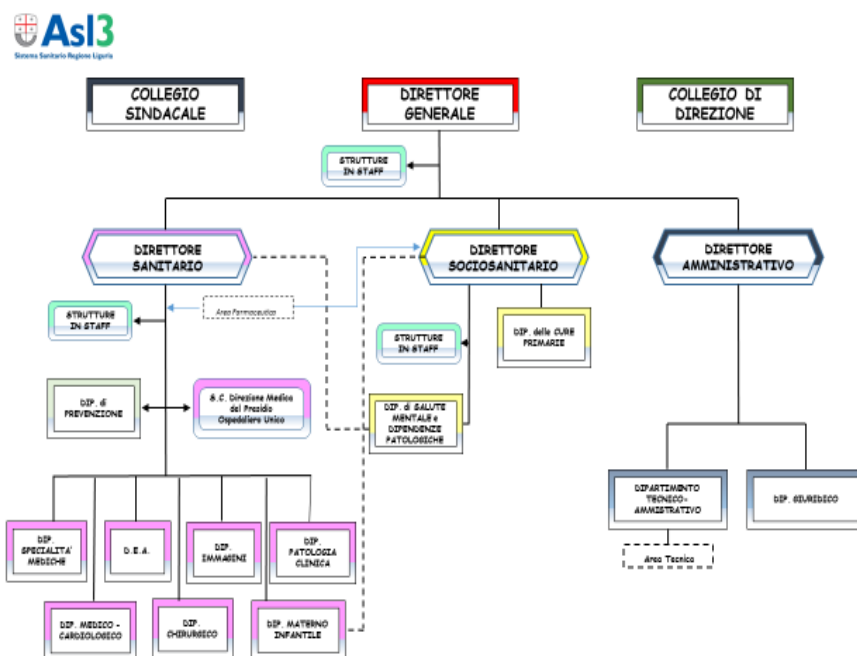 Asl3
Sistema Sanitario Regione Liguria
COLLEGIO
SINDACALE
DIRETTORE
GENERALE
COLLEGIO DI
DIREZIONE
STRUTTURE
IN STAFF
DIRETTORE
SANITARIO
DIRETTORE
SOCIOSANITARIO
DIRETTORE
AMMINISTRATIVO
STRUTTURE
IN STAFF
Area Farmaceutica
STRUTTURE
IN STAFF
DIP. delle CURE
PRIMARIE
DIP. di
PREVENZIONE
S.C. Direzione Medica
del Presidio
Ospedaliero Unico
DIP. di SALUTE
MENTALE e
DIPENDENZE
PATOLOGICHE
DIPARTIMENTO
TECNICO-
AMMISTRATIVO
DIP. GIURIDICO
Area Tecnica
DIP.
SPECIALITA'
MEDICHE
D.E.A.
DIP.
IMMAGINI
DIP.
PATOLOGIA
CLINICA
DIP. MEDICO -
CARDIOLOGICO
DIP.
CHIRURGICO
DIP. MATERNO
INFANTILE